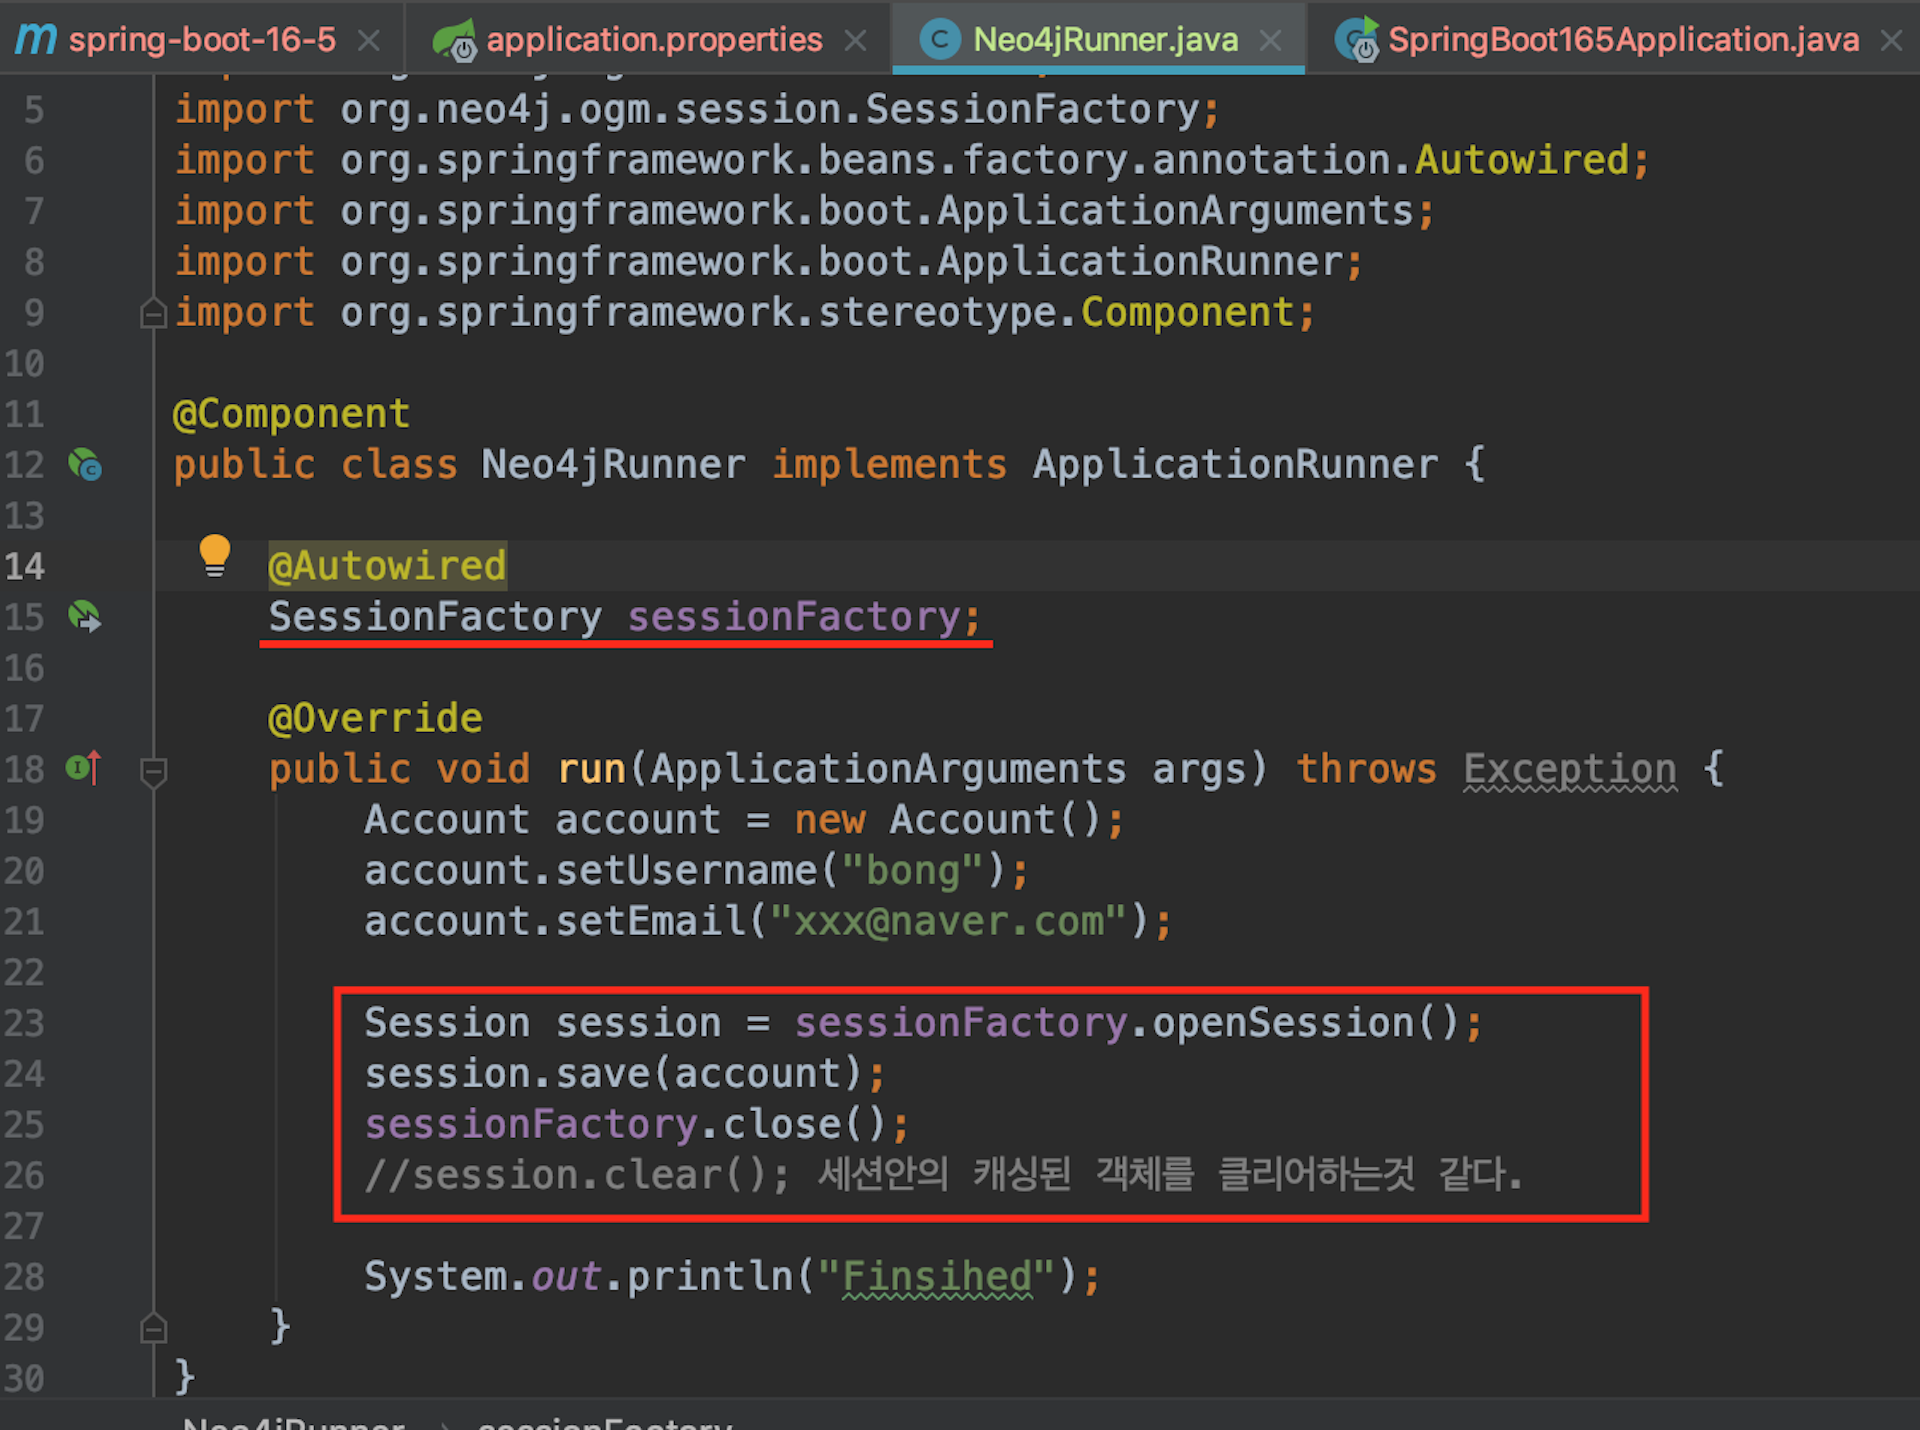 m spring-boot-16-5 × application.properties × C Neo4jRunner.java × SpringBoot165Application.java ×
5 import org.neo4j.ogm.session.SessionFactory;
6 import org.springframework.beans.factory.annotation.Autowired;
7 import org.springframework.boot.ApplicationArguments;
8 import org.springframework.boot.ApplicationRunner;
9 import org.springframework.stereotype.Component;
10
11 @Component
12 public class Neo4jRunner implements ApplicationRunner {
13
14 @Autowired
15 SessionFactory sessionFactory;
16
17 @Override
18 public void run(ApplicationArguments args) throws Exception {
19 Account account = new Account();
20 account.setUsername("bong");
21 account.setEmail("xxx@naver.com");
22
23 Session session = sessionFactory.openSession();
24 session.save(account);
25 sessionFactory.close();
26 //session.clear(); 세션안의 캐싱된 객체를 클리어하는것 같다.
27
28 System.out.println("Finsihed");
29 }
30 }
Neo4jRunner › sessionFactory